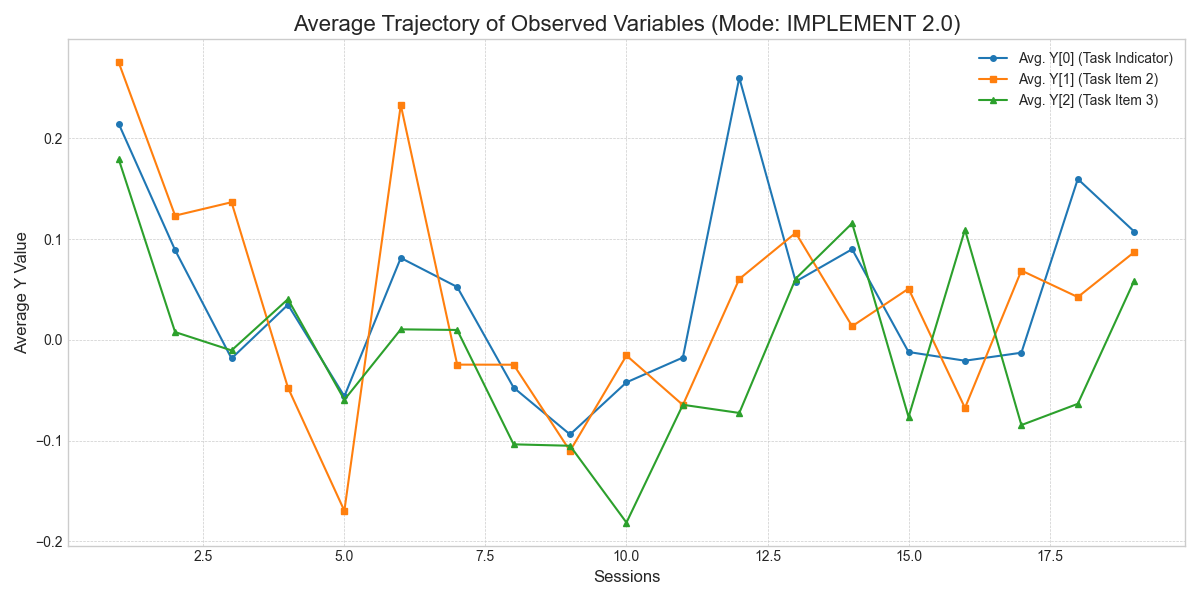 Average Trajectory of Observed Variables (Mode: IMPLEMENT 2.0)
Avg. Y[0] (Task Indicator)
Avg. Y[1] (Task Item 2)
Avg. Y[2] (Task Item 3)
Average Y Value
0.2
0.1
0.0
−0.1
−0.2
2.5 5.0 7.5 10.0 12.5 15.0 17.5
Sessions